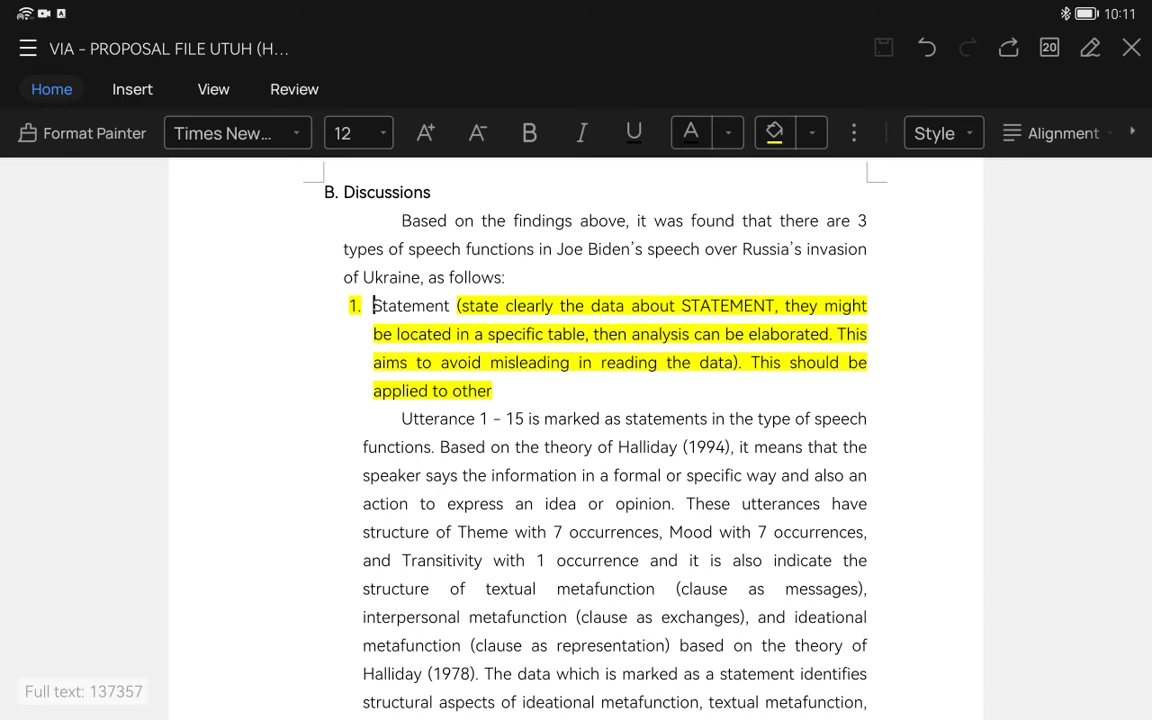 10:11
VIA - PROPOSAL FILE UTUH (H...
20
Home Insert View Review
Format Painter Times New... 12 A+ A- B I U A Style Alignment
B. Discussions
Based on the findings above, it was found that there are 3
types of speech functions in Joe Biden's speech over Russia's invasion
of Ukraine, as follows:
1. Statement (state clearly the data about STATEMENT, they might
be located in a specific table, then analysis can be elaborated. This
aims to avoid misleading in reading the data). This should be
applied to other
Utterance 1 - 15 is marked as statements in the type of speech
functions. Based on the theory of Halliday (1994), it means that the
speaker says the information in a formal or specific way and also an
action to express an idea or opinion. These utterances have
structure of Theme with 7 occurrences, Mood with 7 occurrences,
and Transitivity with 1 occurrence and it is also indicate the
structure of textual metafunction (clause as messages),
interpersonal metafunction (clause as exchanges), and ideational
metafunction (clause as representation) based on the theory of
Halliday (1978). The data which is marked as a statement identifies
structural aspects of ideational metafunction, textual metafunction,
Full text: 137357